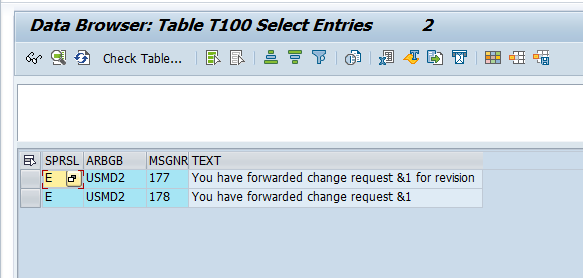 Data Browser: Table T100 Select Entries 2
Check Table...
SPRSL ARBGB MSGNR TEXT
E USMD2 177 You have forwarded change request &1 for revision
E USMD2 178 You have forwarded change request &1